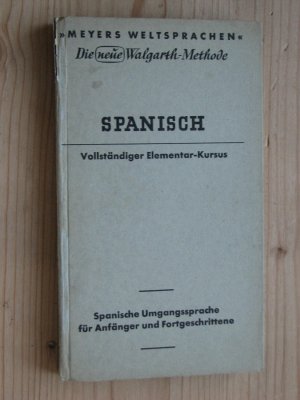 »MEYERS WELTSPRACHEN«
Die neue Walgarth-Methode
SPANISCH
Vollständiger Elementar-Kursus
Spanische Umgangssprache
für Anfänger und Fortgeschrittene